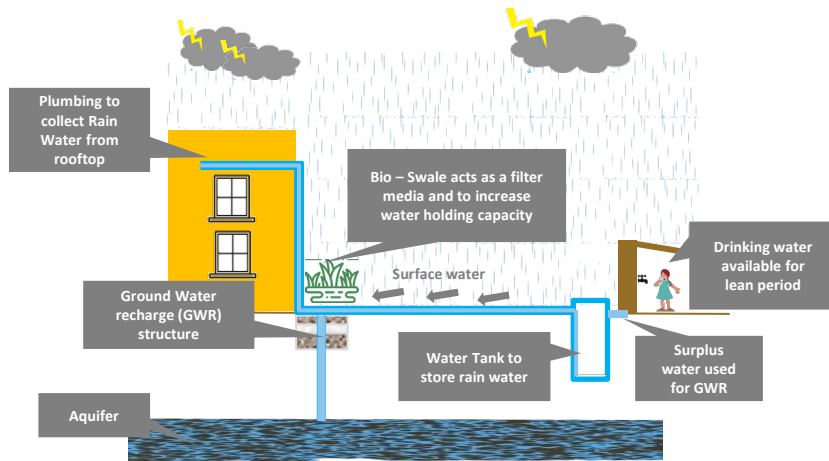 Plumbing to
collect Rain
Water from
rooftop
Bio – Swale acts as a filter
media and to increase
water holding capacity
Drinking water
available for
lean period
Surface water
Ground Water
recharge (GWR)
structure
Water Tank to
store rain water
Surplus
water used
for GWR
Aquifer